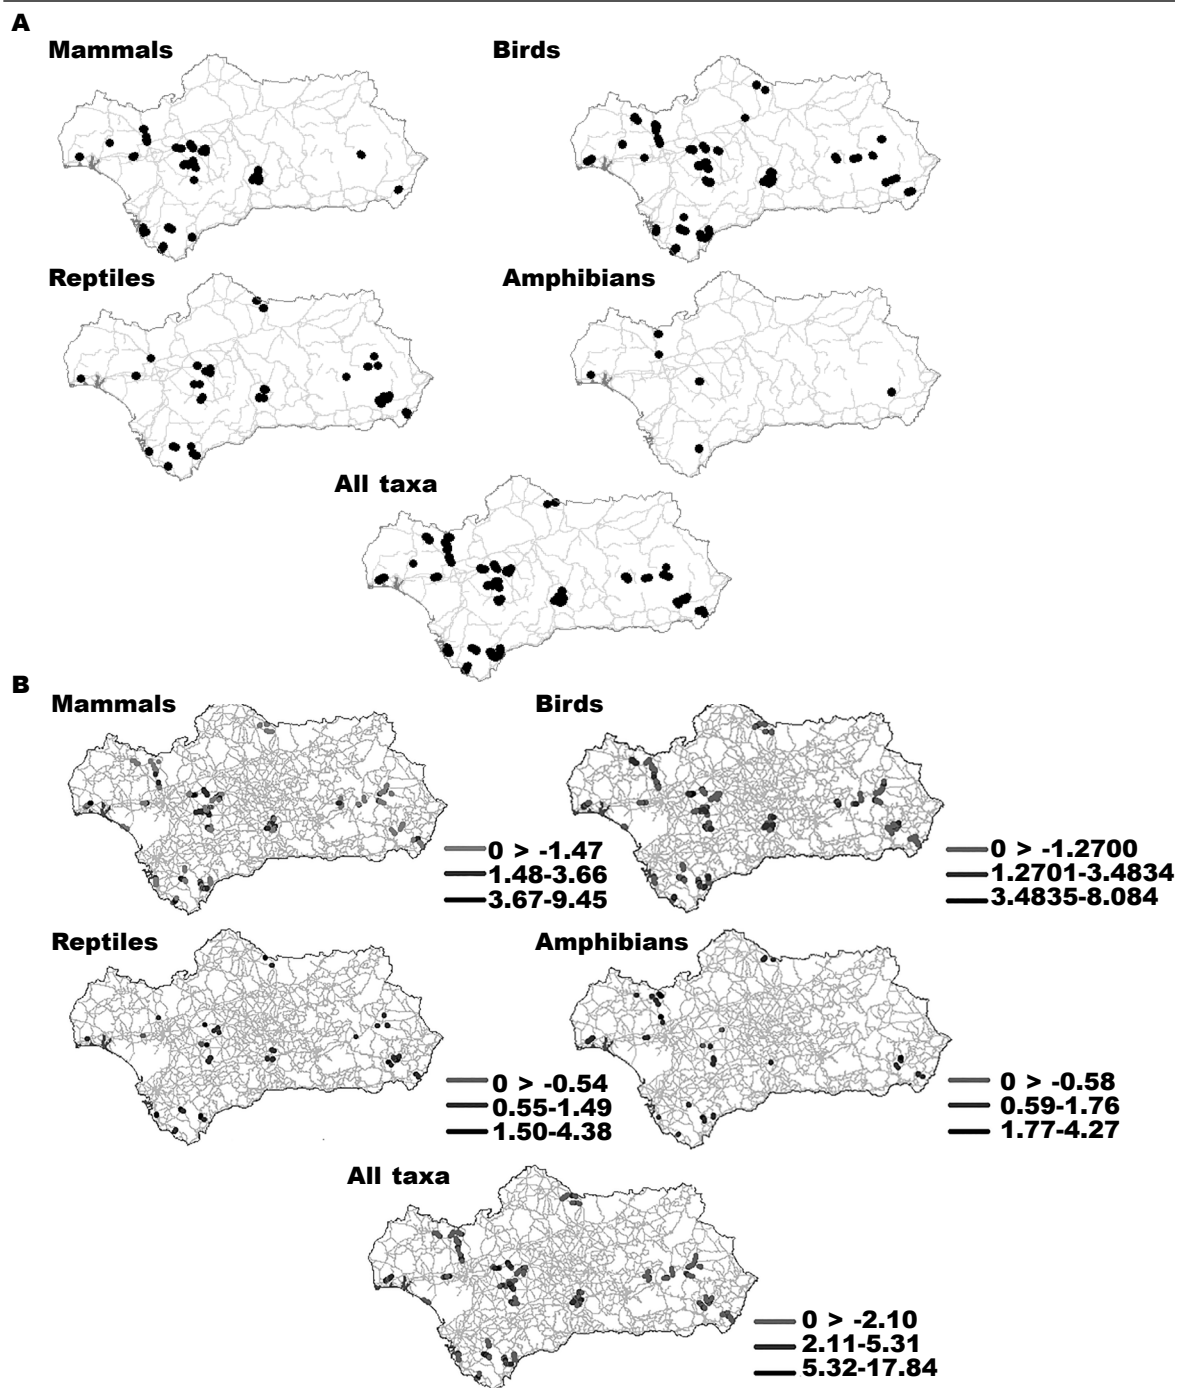 A
Mammals
Birds
Reptiles
Amphibians
All taxa
B
Mammals
0 > -1.47
1.48-3.66
3.67-9.45
Birds
0 > -1.2700
1.2701-3.4834
3.4835-8.084
Reptiles
0 > -0.54
0.55-1.49
1.50-4.38
Amphibians
0 > -0.58
0.59-1.76
1.77-4.27
All taxa
0 > -2.10
2.11-5.31
5.32-17.84